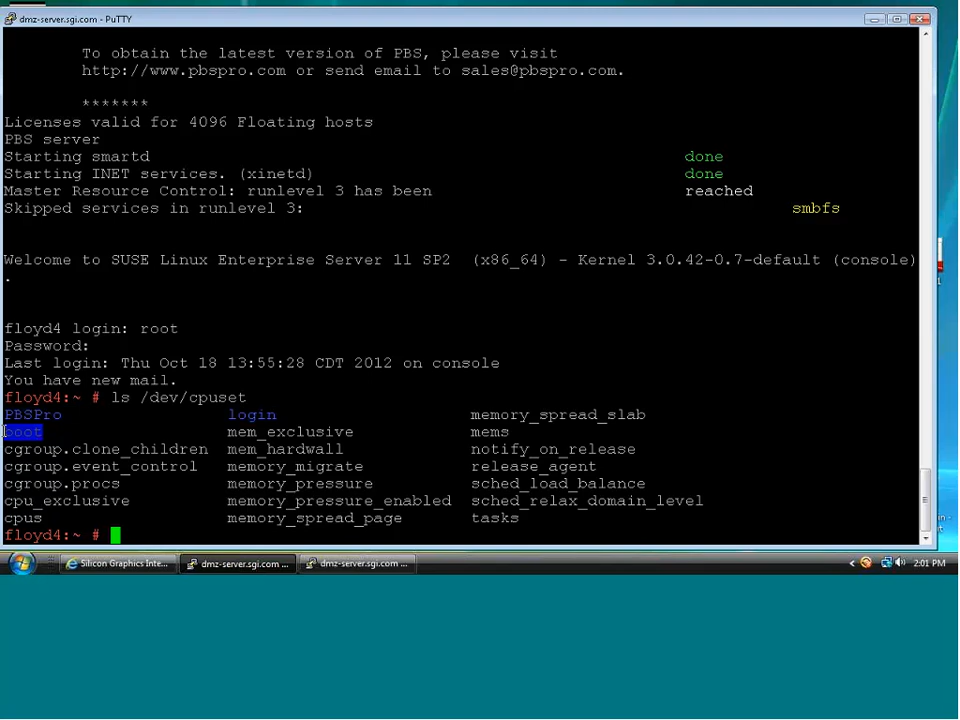 dmz-server.sgi.com - PuTTY
To obtain the latest version of PBS, please visit
http://www.pbspro.com or send email to sales@pbspro.com.
*******
Licenses valid for 4096 Floating hosts
PBS server
Starting smartd done
Starting INET services. (xinetd) done
Master Resource Control: runlevel 3 has been reached
Skipped services in runlevel 3: smbfs
Welcome to SUSE Linux Enterprise Server 11 SP2 (x86_64) - Kernel 3.0.42-0.7-default (console)
.
floyd4 login: root
Password:
Last login: Thu Oct 18 13:55:28 CDT 2012 on console
You have new mail.
floyd4:~ # ls /dev/cpuset
PBSPro login memory_spread_slab
boot mem_exclusive mems
cgroup.clone_children mem_hardwall notify_on_release
cgroup.event_control memory_migrate release_agent
cgroup.procs memory_pressure sched_load_balance
cpu_exclusive memory_pressure_enabled sched_relax_domain_level
cpus memory_spread_page tasks
floyd4:~ #
Silicon Graphics Inte... dmz-server.sgi.com ... dmz-server.sgi.com ... 2:01 PM